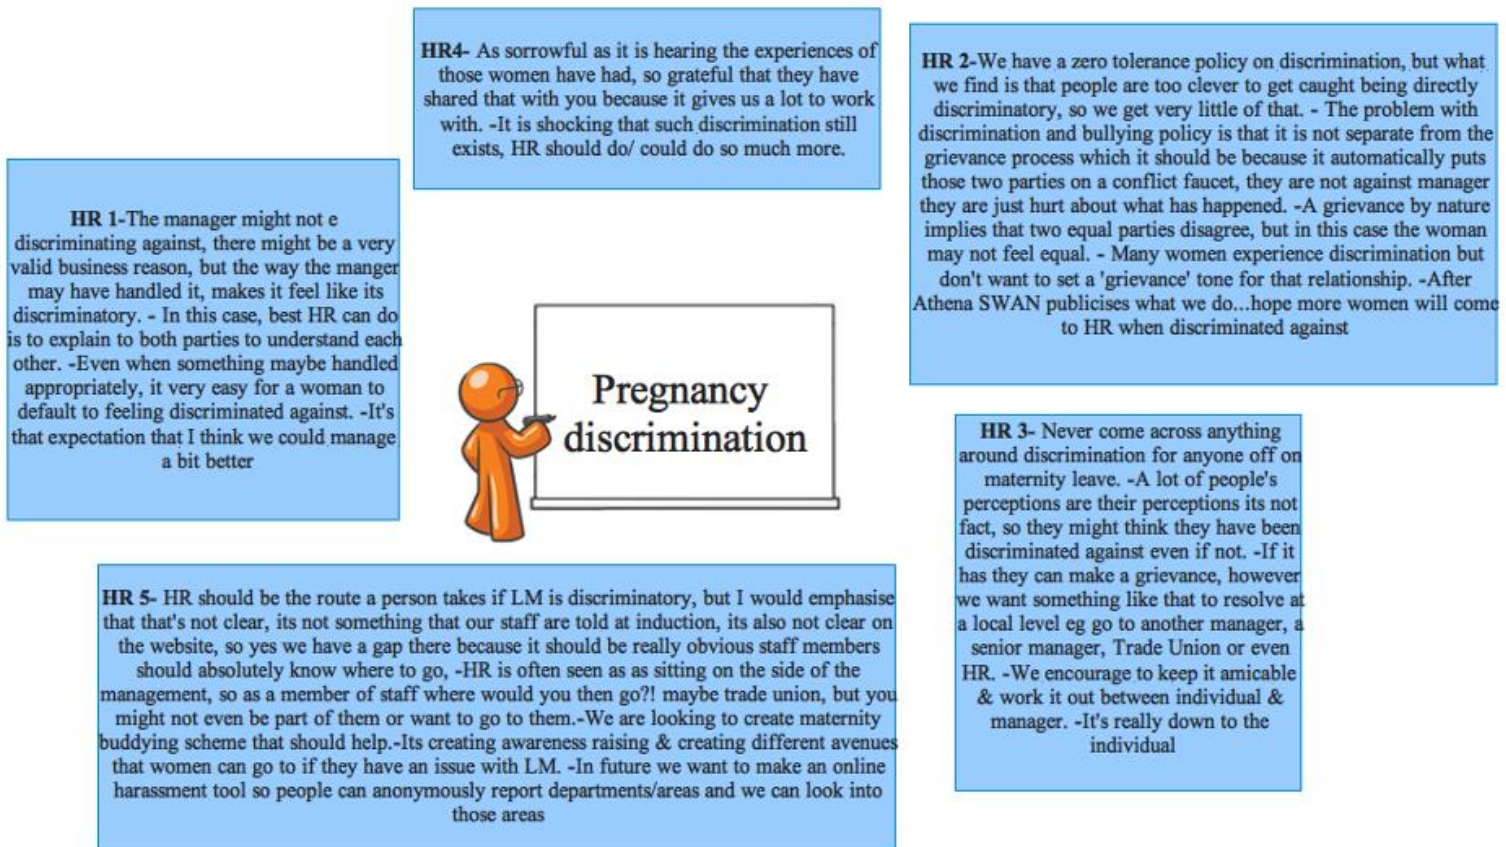 HR4- As sorrowful as it is hearing the experiences of
those women have had, so grateful that they have
shared that with you because it gives us a lot to work
with. -It is shocking that such discrimination still
exists, HR should do/ could do so much more.
HR 2-We have a zero tolerance policy on discrimination, but what
we find is that people are too clever to get caught being directly
discriminatory, so we get very little of that. - The problem with
discrimination and bullying policy is that it is not separate from the
grievance process which it should be because it automatically puts
those two parties on a conflict faucet, they are not against manager
they are just hurt about what has happened. -A grievance by nature
implies that two equal parties disagree, but in this case the woman
may not feel equal. - Many women experience discrimination but
don't want to set a 'grievance' tone for that relationship. -After
Athena SWAN publicises what we do...hope more women will come
to HR when discriminated against
HR 1-The manager might not e
discriminating against, there might be a very
valid business reason, but the way the manger
may have handled it, makes it feel like its
discriminatory. - In this case, best HR can do
is to explain to both parties to understand each
other. -Even when something maybe handled
appropriately, it very easy for a woman to
default to feeling discriminated against. -It's
that expectation that I think we could manage
a bit better
Pregnancy
discrimination
HR 3- Never come across anything
around discrimination for anyone off on
maternity leave. -A lot of people's
perceptions are their perceptions its not
fact, so they might think they have been
discriminated against even if not. -If it
has they can make a grievance, however
we want something like that to resolve at
a local level eg go to another manager, a
senior manager, Trade Union or even
HR. -We encourage to keep it amicable
& work it out between individual &
manager. -It's really down to the
individual
HR 5- HR should be the route a person takes if LM is discriminatory, but I would emphasise
that that's not clear, its not something that our staff are told at induction, its also not clear on
the website, so yes we have a gap there because it should be really obvious staff members
should absolutely know where to go, -HR is often seen as as sitting on the side of the
management, so as a member of staff where would you then go?! maybe trade union, but you
might not even be part of them or want to go to them.-We are looking to create maternity
buddying scheme that should help.-Its creating awareness raising & creating different avenues
that women can go to if they have an issue with LM. -In future we want to make an online
harassment tool so people can anonymously report departments/areas and we can look into
those areas